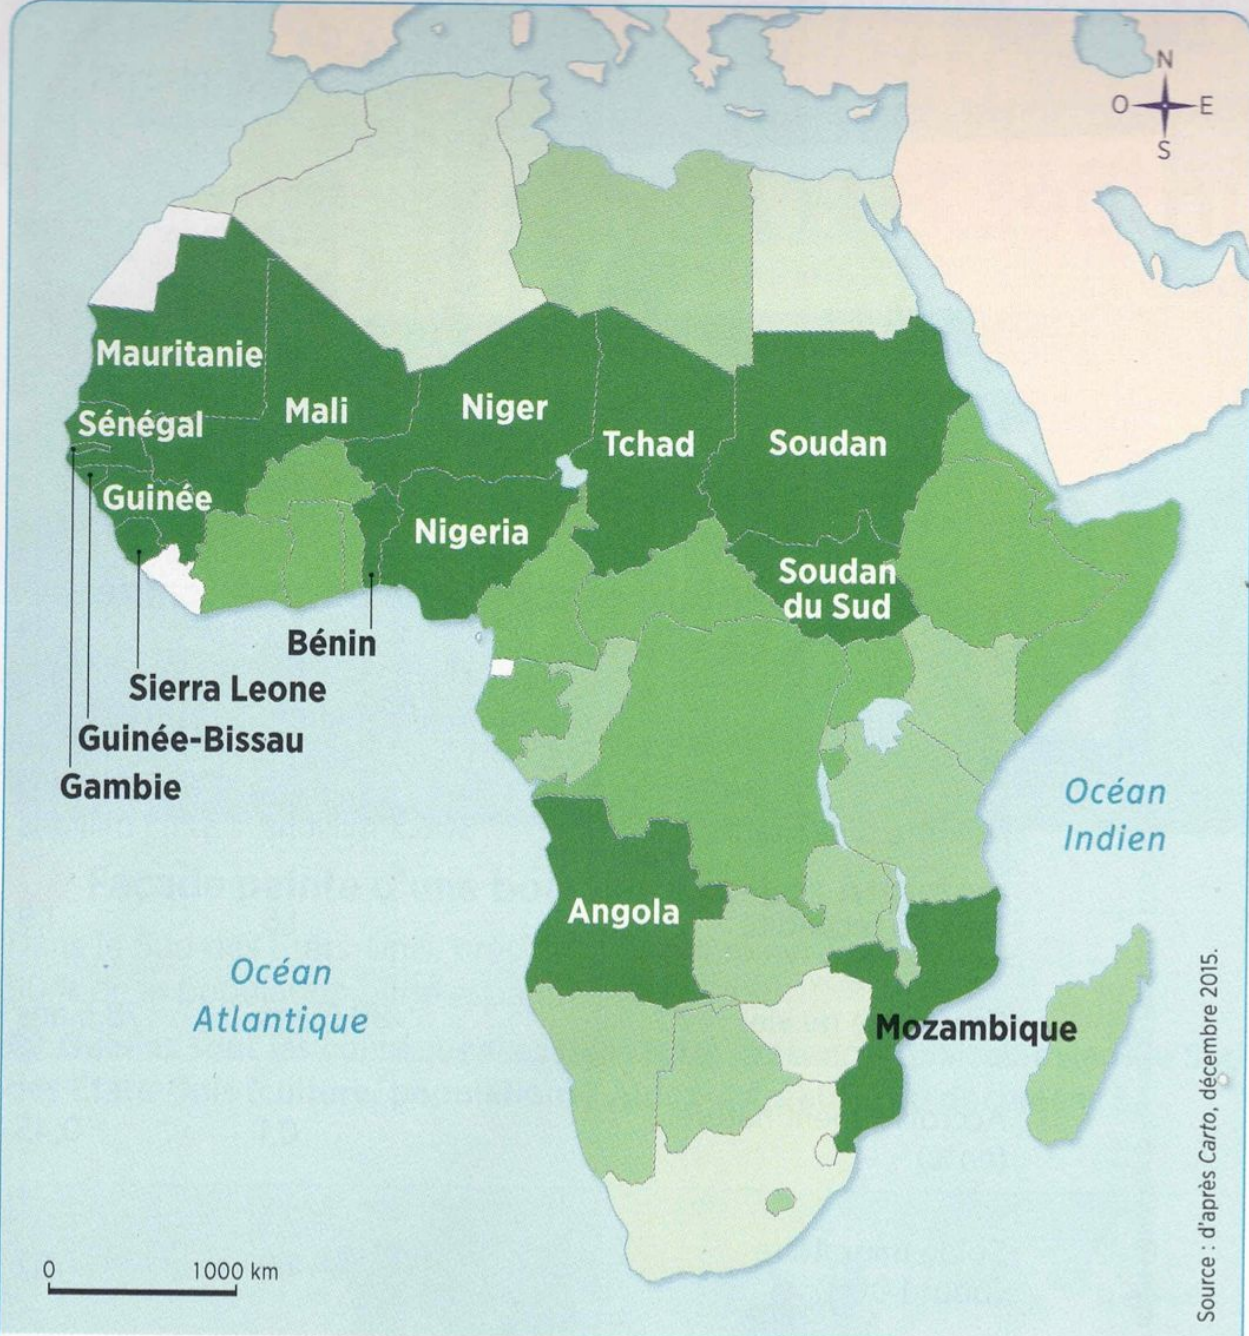 N
O
E
S
Mauritanie
Mali
Niger
Sénégal
Tchad
Soudan
Guinée
Nigeria
Soudan
du Sud
Bénin
Sierra Leone
Guinée-Bissau
Gambie
Océan
Indien
Angola
Océan
Atlantique
Mozambique
0
1000 km
Source : d'après Carto, décembre 2015.